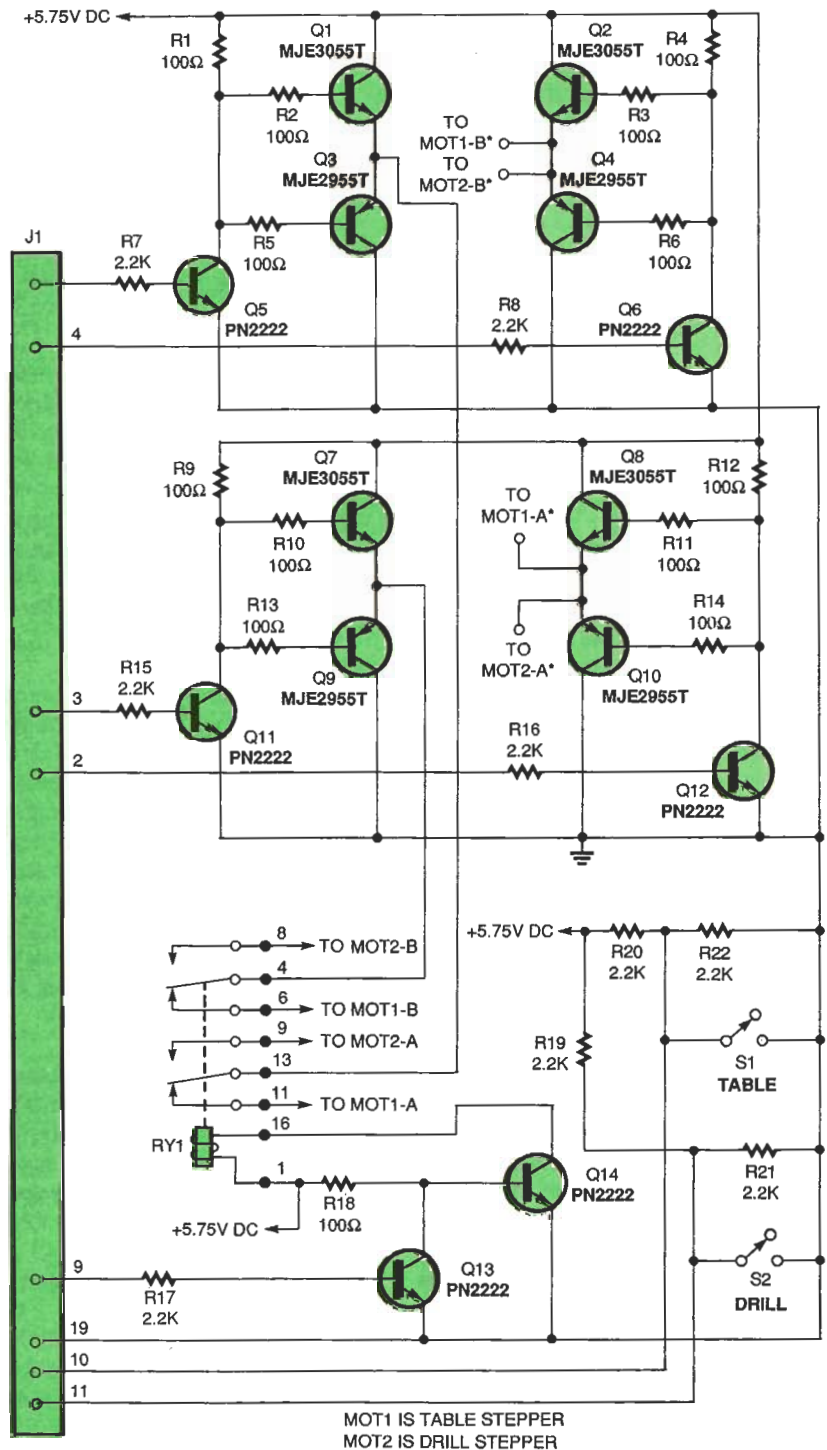 +5.75V DC
R1
100Ω
Q1
MJE3055T
Q2
MJE3055T
R4
100Ω
R2
100Ω
R3
100Ω
TO
MOT1-B*
TO
MOT2-B*
Q3
MJE2955T
Q4
MJE2955T
J1
R7
2.2K
R5
100Ω
R6
100Ω
Q5
PN2222
R8
2.2K
Q6
PN2222
4
R9
100Ω
Q7
MJE3055T
Q8
MJE3055T
R12
100Ω
TO
MOT1-A*
R10
100Ω
R11
100Ω
R13
100Ω
R14
100Ω
TO
MOT2-A*
R15
2.2K
3
Q9
MJE2955T
Q10
MJE2955T
Q11
PN2222
R16
2.2K
2
Q12
PN2222
8
TO MOT2-B
4
6
TO MOT1-B
9
TO MOT2-A
13
11
TO MOT1-A
16
RY1
1
R18
100Ω
+5.75V DC
Q14
PN2222
+5.75V DC
R20
2.2K
R22
2.2K
R19
2.2K
S1
TABLE
R21
2.2K
S2
DRILL
9
R17
2.2K
Q13
PN2222
19
10
11
MOT1 IS TABLE STEPPER
MOT2 IS DRILL STEPPER